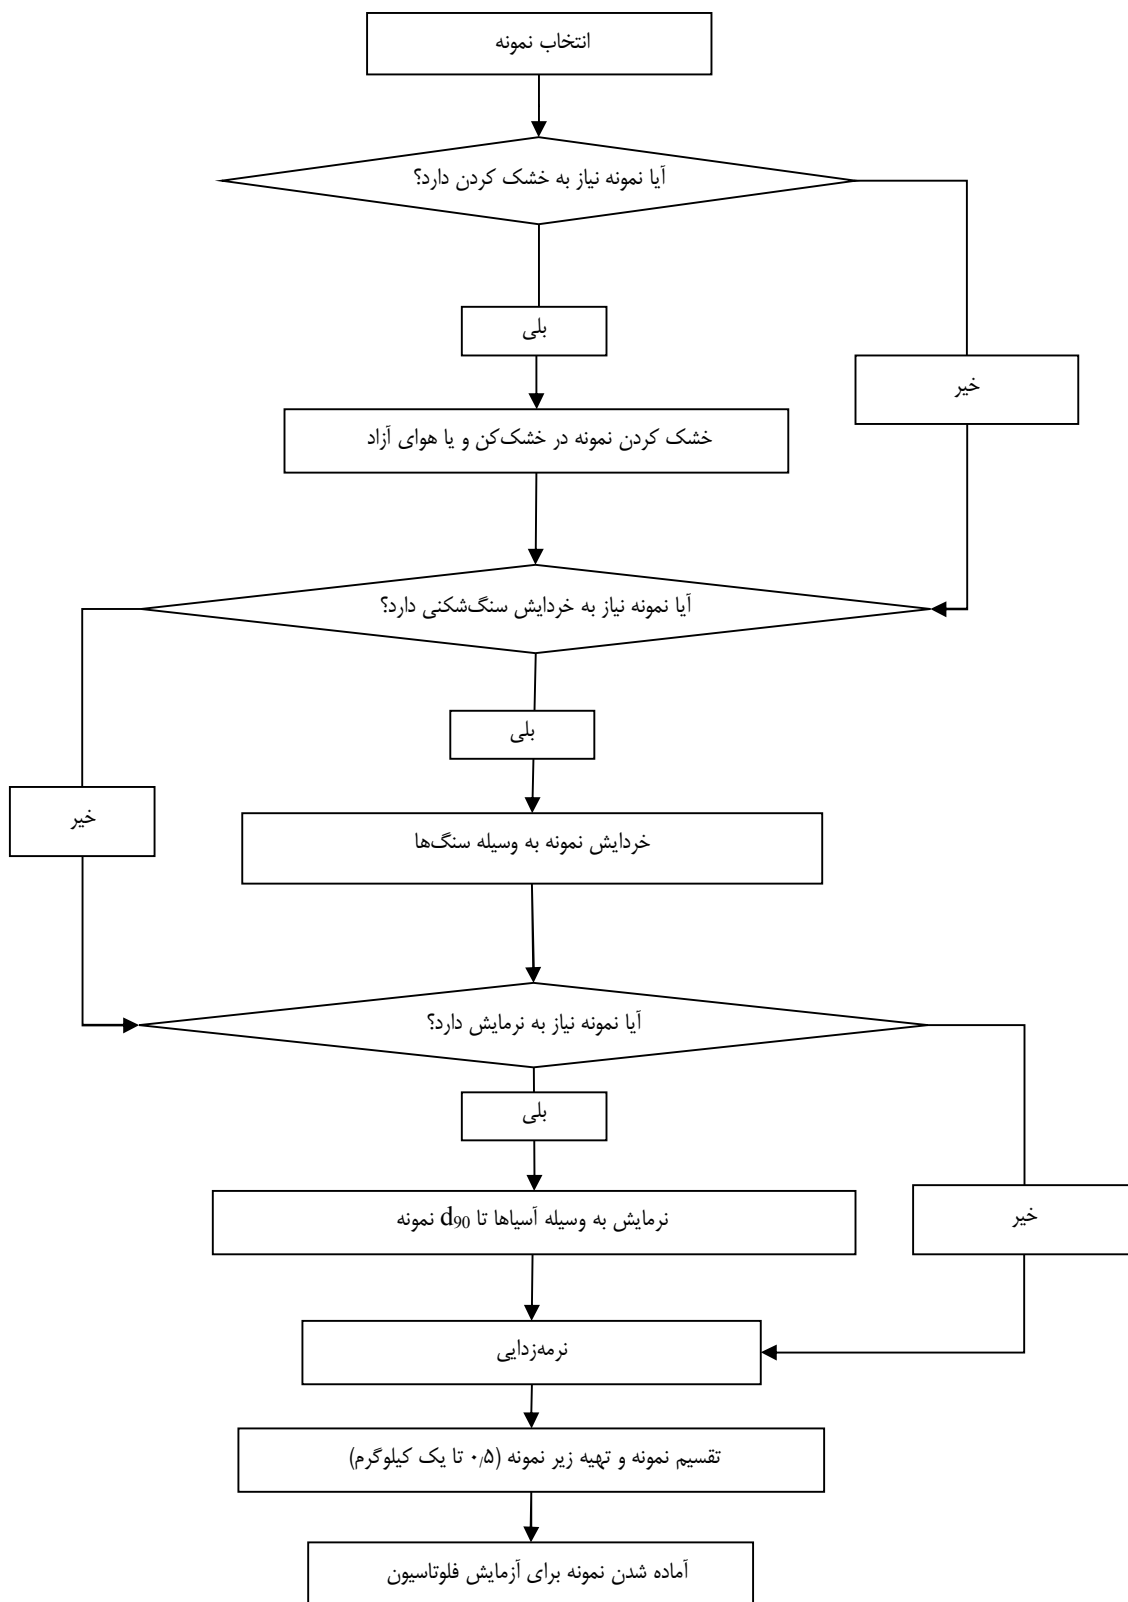 انتخاب نمونه
آیا نمونه نیاز به خشک کردن دارد؟
بلی
خیر
خشک کردن نمونه در خشک‌کن و یا هوای آزاد
آیا نمونه نیاز به خردایش سنگ‌شکنی دارد؟
بلی
خیر
خردایش نمونه به وسیله سنگ‌ها
آیا نمونه نیاز به نرمایش دارد؟
بلی
نرمایش به وسیله آسیاها تا d90 نمونه
خیر
نرمه‌زدایی
تقسیم نمونه و تهیه زیر نمونه (۰٫۵ تا یک کیلوگرم)
آماده شدن نمونه برای آزمایش فلوتاسیون